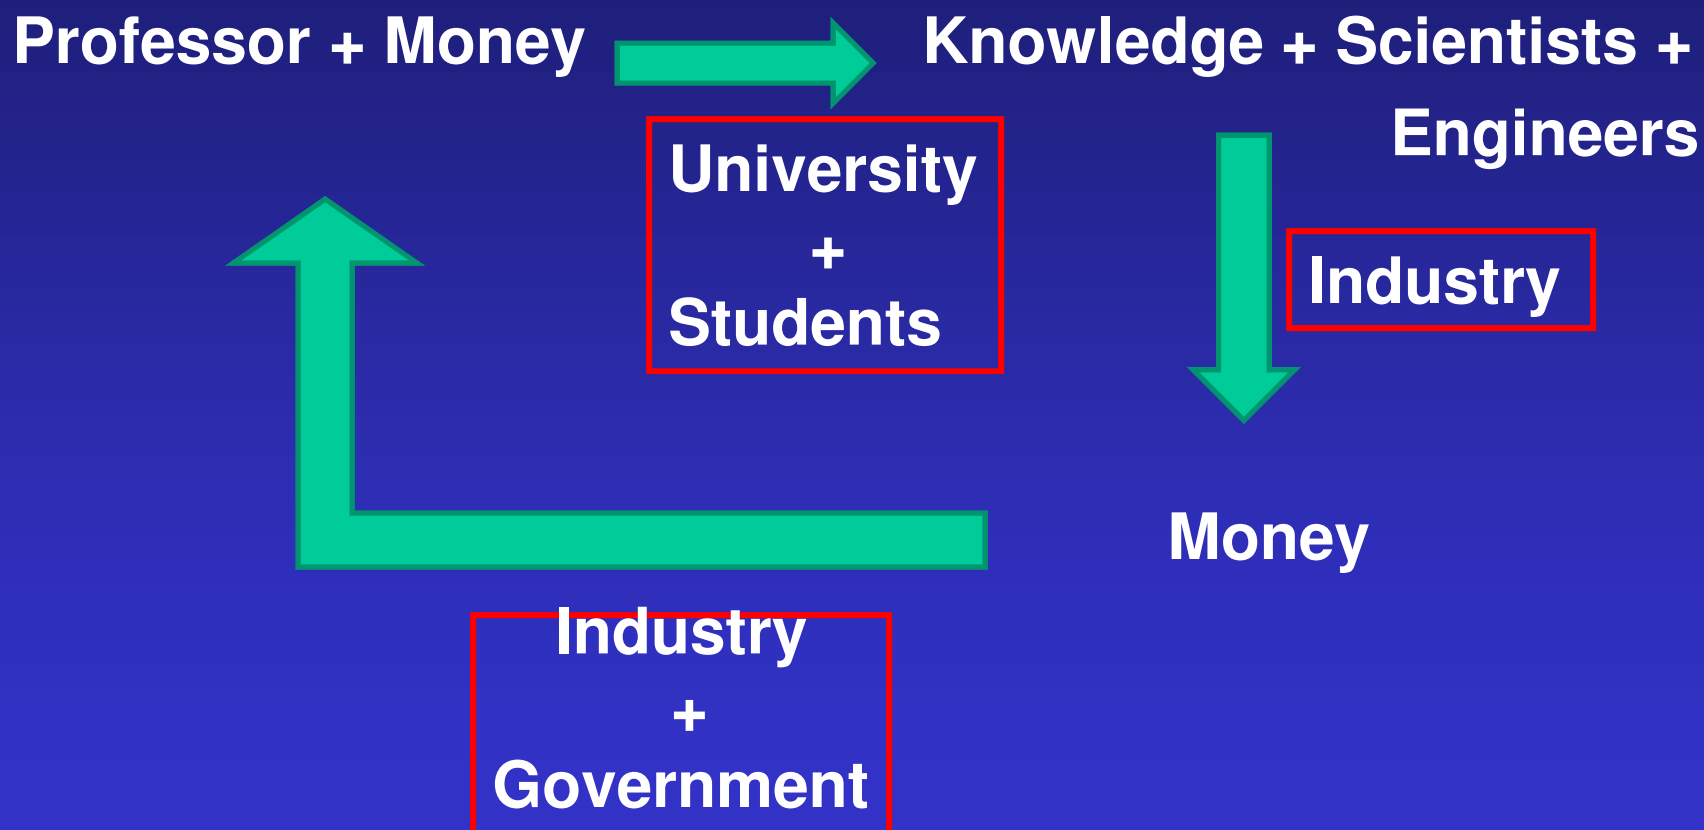 Professor + Money
Knowledge + Scientists +
Engineers
University
+
Students
Industry
Money
Industry
+
Government